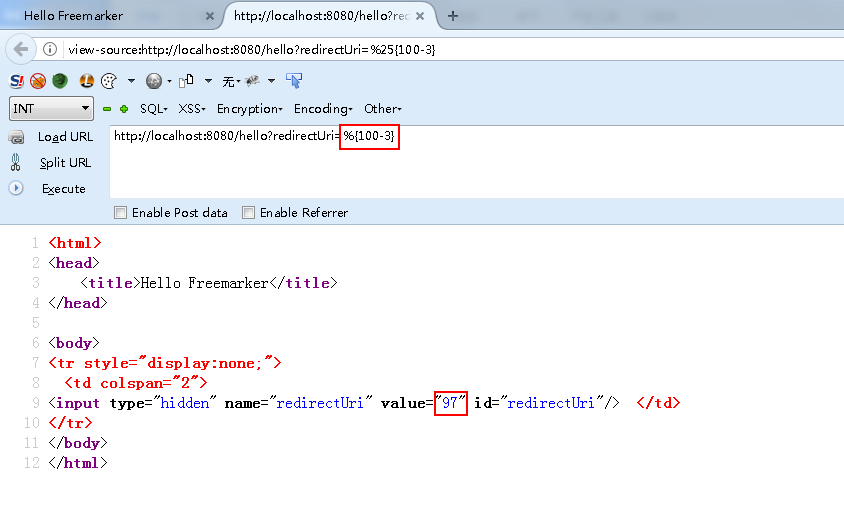 Hello Freemarker
http://localhost:8080/hello?redi
view-source:http://localhost:8080/hello?redirectUri=%25{100-3}
S! 无
INT SQL XSS Encryption Encoding Other
Load URL http://localhost:8080/hello?redirectUri=%{100-3}
Split URL
Execute
Enable Post data Enable Referrer
1 <html>
2 <head>
3 <title>Hello Freemarker</title>
4 </head>
5
6 <body>
7 <tr style="display:none;">
8 <td colspan="2">
9 <input type="hidden" name="redirectUri" value="97" id="redirectUri"/> </td>
10 </tr>
11 </body>
12 </html>